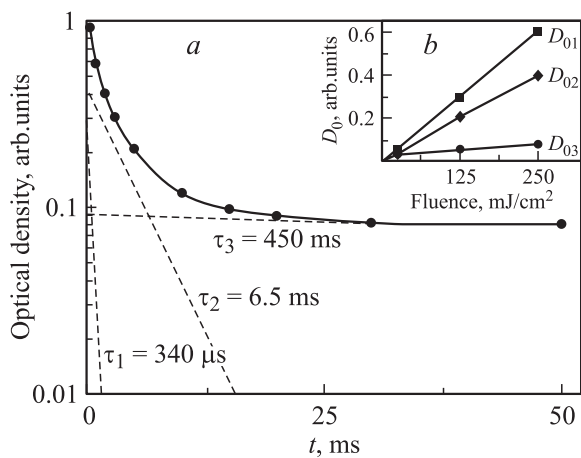 a
b
1
0.1
0.01
Optical density, arb.units
0
25
50
t, ms
τ₁ = 340 μs
τ₂ = 6.5 ms
τ₃ = 450 ms
0.6
0.4
0.2
D₀, arb.units
125
250
Fluence, mJ/cm²
D₀₁
D₀₂
D₀₃